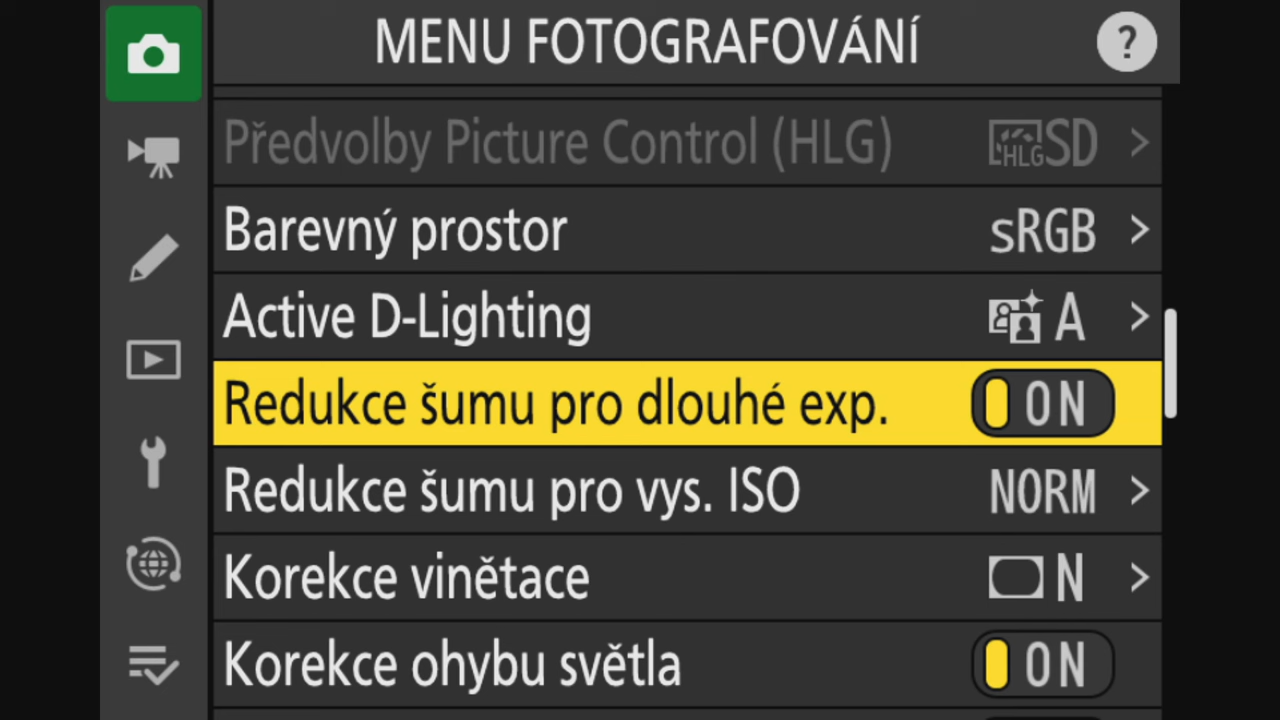 MENU FOTOGRAFOVÁNÍ ?
Předvolby Picture Control (HLG) HLG SD >
Barevný prostor sRGB >
Active D-Lighting A >
Redukce šumu pro dlouhé exp. ON
Redukce šumu pro vys. ISO NORM >
Korekce vinětace N >
Korekce ohybu světla ON